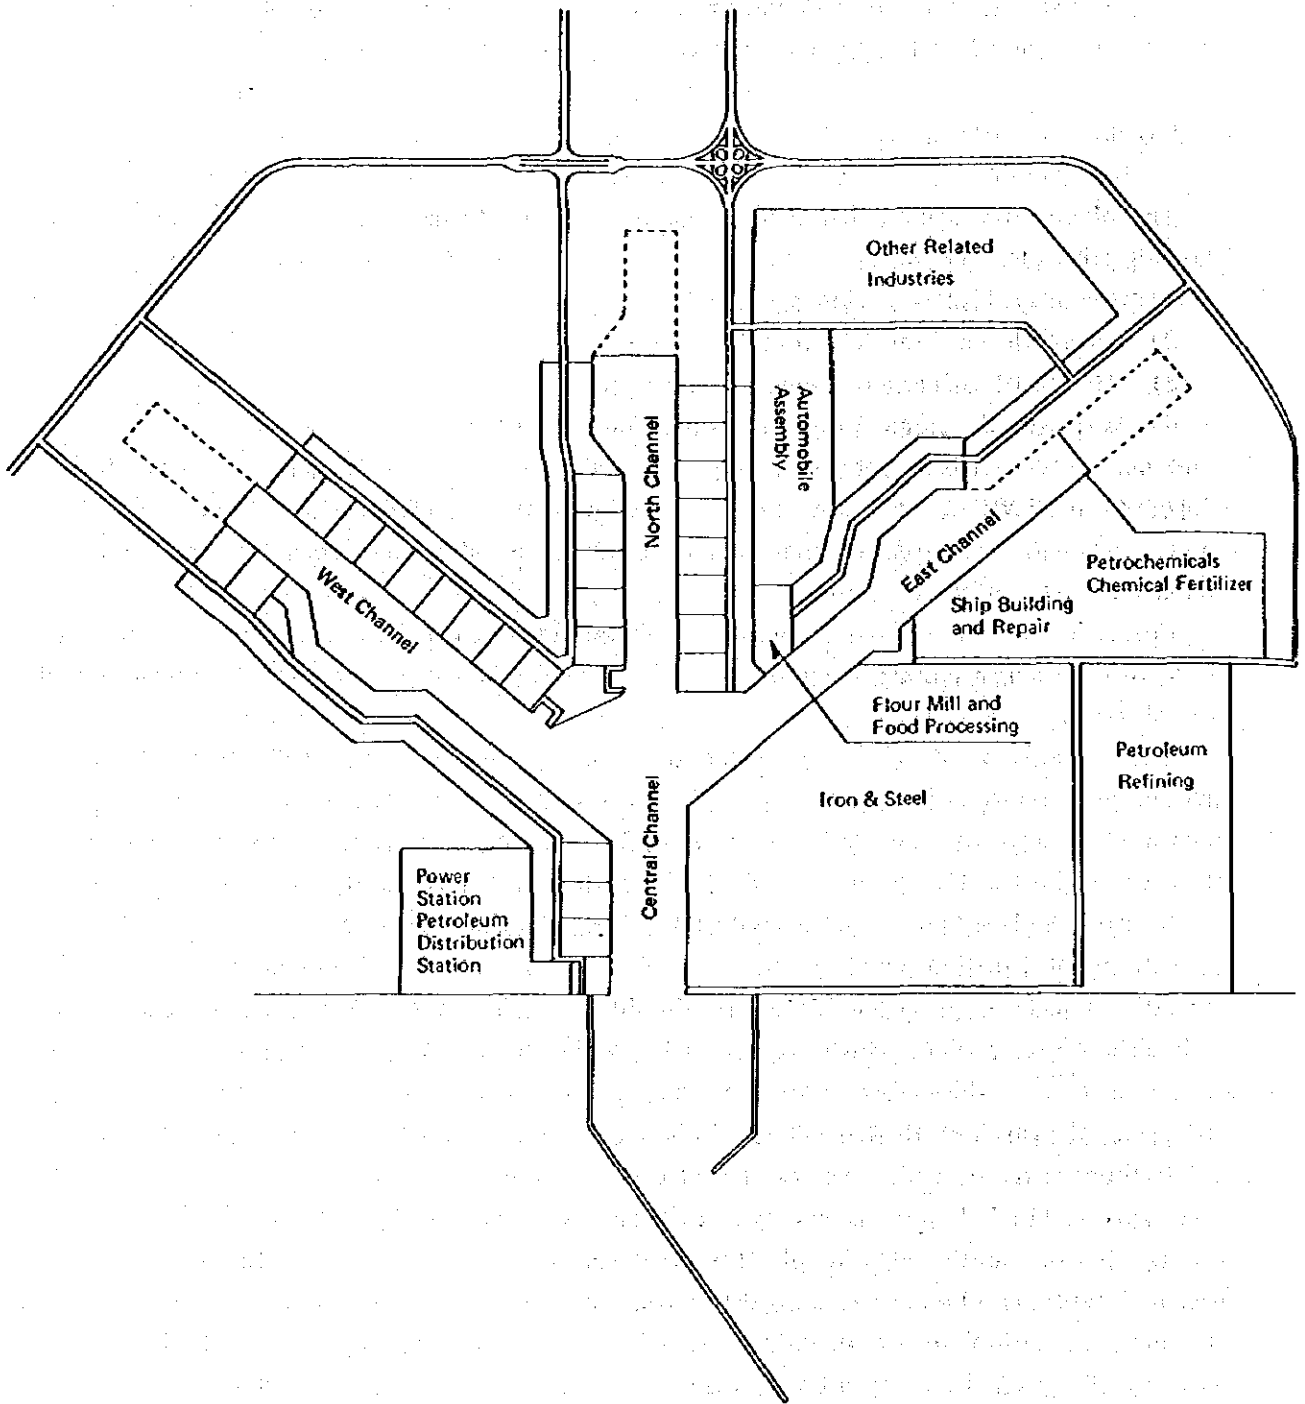 Other Related
Industries
Automobile
Assembly
North Channel
East Channel
West Channel
Petrochemicals
Chemical Fertilizer
Ship Building
and Repair
Flour Mill and
Food Processing
Petroleum
Refining
Iron & Steel
Central Channel
Power
Station
Petroleum
Distribution
Station